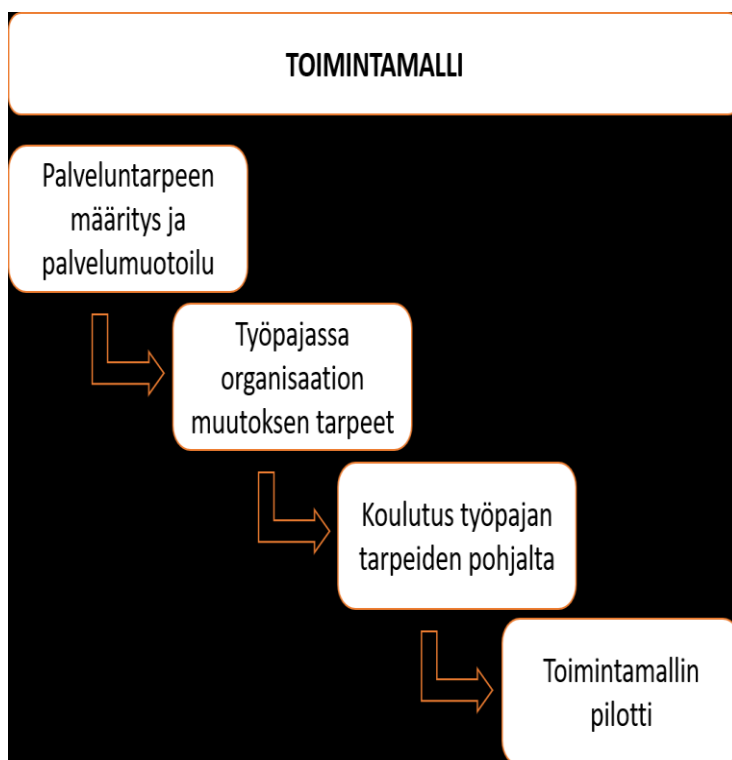 TOIMINTAMALLI
Palveluntarpeen
määritys ja
palvelumuotoilu
Työpajassa
organisaation
muutoksen tarpeet
Koulutus työpajan
tarpeiden pohjalta
Toimintamallin
pilotti